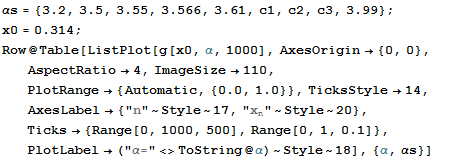 αs = {3.2, 3.5, 3.55, 3.566, 3.61, c1, c2, c3, 3.99};
x0 = 0.314;
Row@Table[ListPlot[g[x0, α, 1000], AxesOrigin → {0, 0},
AspectRatio → 4, ImageSize → 110,
PlotRange → {Automatic, {0.0, 1.0}}, TicksStyle → 14,
AxesLabel → {"n"~Style~17, "xₙ"~Style~20},
Ticks → {Range[0, 1000, 500], Range[0, 1, 0.1]},
PlotLabel → ("α=" <> ToString@α) ~Style~18], {α, αs}]